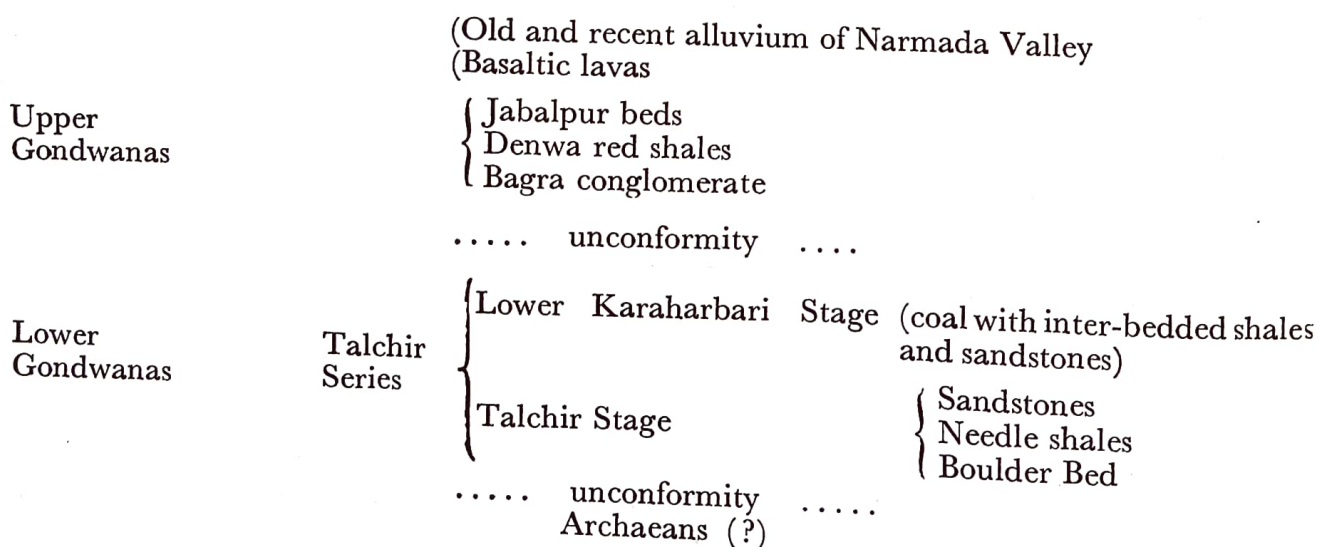 (Old and recent alluvium of Narmada Valley
(Basaltic lavas
Upper
Gondwanas
Jabalpur beds
Denwa red shales
Bagra conglomerate
..... unconformity ....
Lower
Gondwanas
Talchir
Series
Lower Karaharbari Stage (coal with inter-bedded shales
and sandstones)
Talchir Stage
Sandstones
Needle shales
Boulder Bed
..... unconformity .....
Archaeans (?)